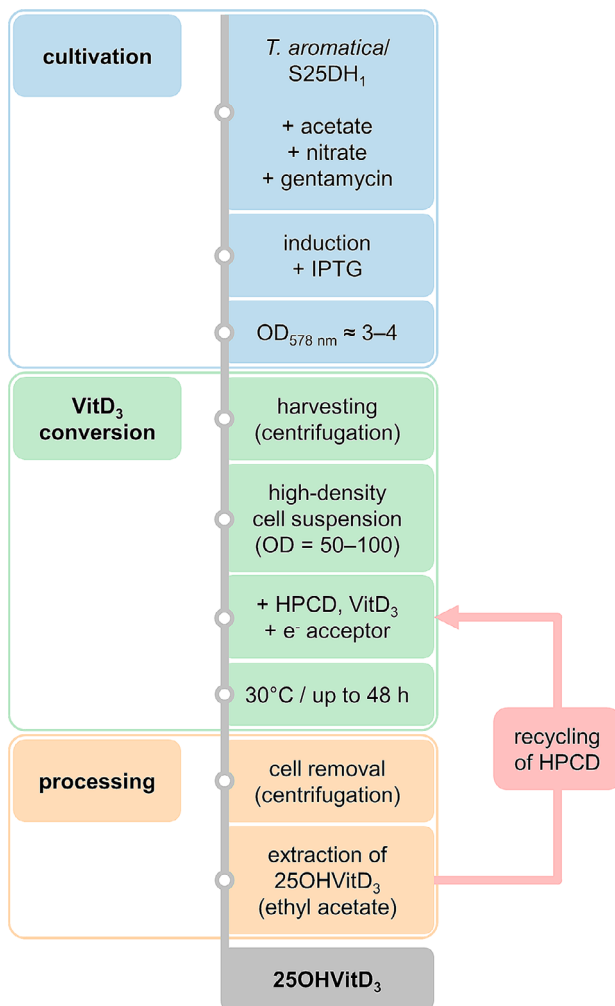 cultivation
T. aromatica/
S25DH₁
+ acetate
+ nitrate
+ gentamycin
induction
+ IPTG
OD₅₇₈ ₙₘ ≈ 3–4
VitD₃
conversion
harvesting
(centrifugation)
high-density
cell suspension
(OD = 50–100)
+ HPCD, VitD₃
+ e⁻ acceptor
30°C / up to 48 h
recycling
of HPCD
processing
cell removal
(centrifugation)
extraction of
25OHVitD₃
(ethyl acetate)
25OHVitD₃